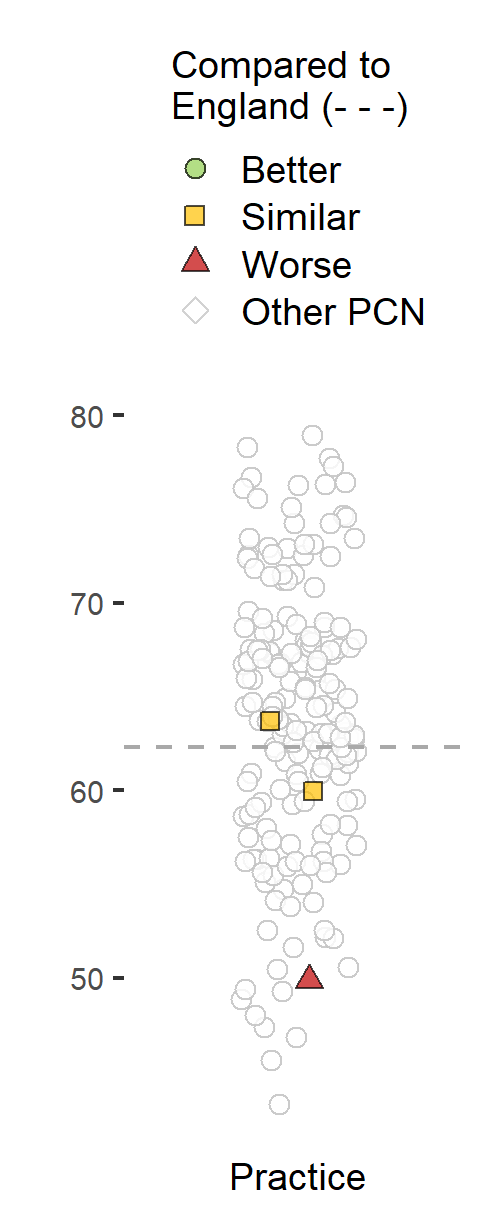 Compared to
England (- - -)
Better
Similar
Worse
Other PCN
80
70
60
50
Practice